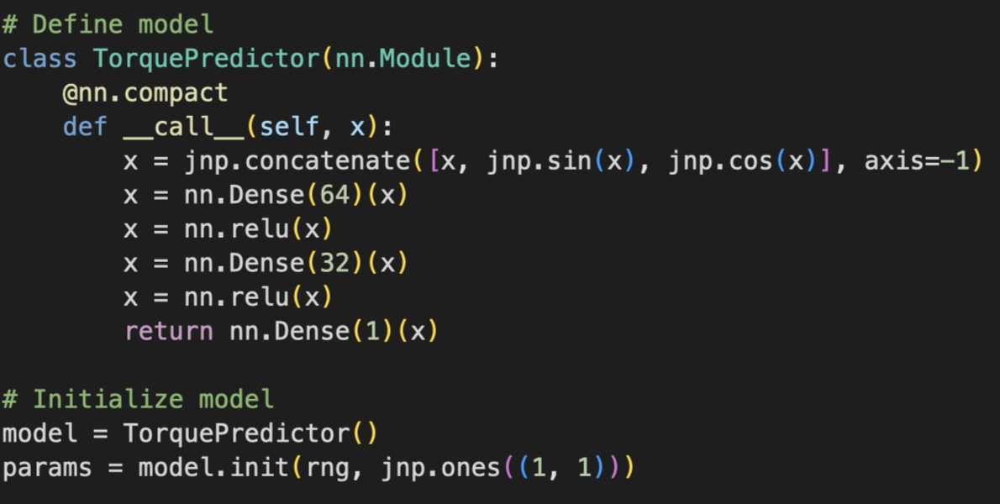 # Define model
class TorquePredictor(nn.Module):
    @nn.compact
    def __call__(self, x):
        x = jnp.concatenate([x, jnp.sin(x), jnp.cos(x)], axis=-1)
        x = nn.Dense(64)(x)
        x = nn.relu(x)
        x = nn.Dense(32)(x)
        x = nn.relu(x)
        return nn.Dense(1)(x)

# Initialize model
model = TorquePredictor()
params = model.init(rng, jnp.ones((1, 1)))